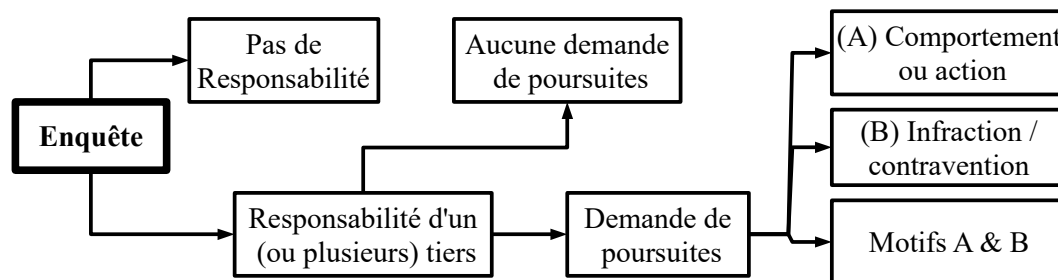 Enquête
Pas de
Responsabilité
Responsabilité d'un
(ou plusieurs) tiers
Aucune demande
de poursuites
Demande de
poursuites
(A) Comportement
ou action
(B) Infraction /
contravention
Motifs A & B